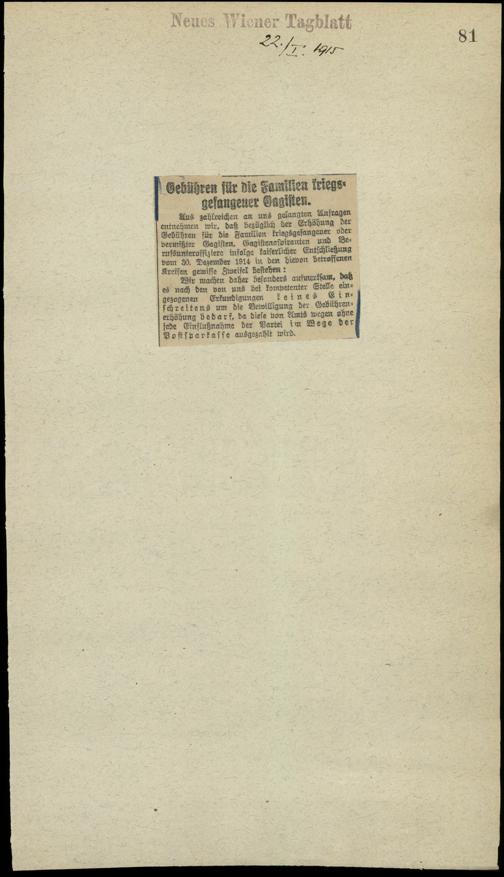 Neues Wiener Tagblatt
81
22./I. 1915
Gebühren für die Familien kriegs-
gefangener Gagisten.
Aus zahlreichen an uns gelangten Anfragen
entnehmen wir, daß bezüglich der Erhöhung der
Gebühren für die Familien kriegsgefangener oder
vermißter Gagisten, Gagistenaspiranten und Be-
rufsunteroffiziere infolge kaiserlicher Entschließung
vom 30. Dezember 1914 in den hievon betroffenen
Kreisen gewisse Zweifel bestehen:
Wir machen daher besonders aufmerksam, daß
es nach den von uns bei kompetenter Stelle ein-
gezogenen Erkundigungen keines Ein-
schreitens um die Bewilligung der Gebühren-
erhöhung bedarf, da diese von Amts wegen ohne
jede Einflußnahme der Partei im Wege der
Postsparkasse ausgezahlt wird.